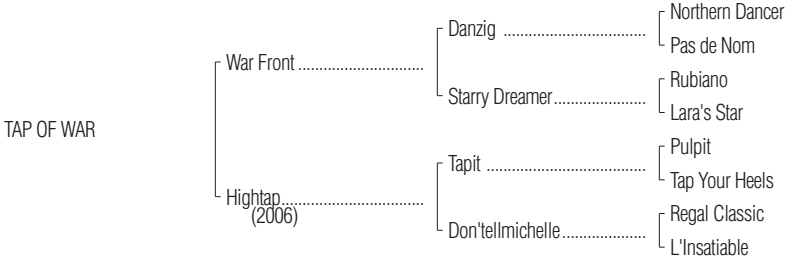 Northern Dancer
Danzig ..................................
Pas de Nom
War Front ..............................
Rubiano
Starry Dreamer......................
Lara's Star
TAP OF WAR
Pulpit
Tapit ......................................
Tap Your Heels
Hightap..................................
(2006)
Regal Classic
Don'tellmichelle....................
L'Insatiable